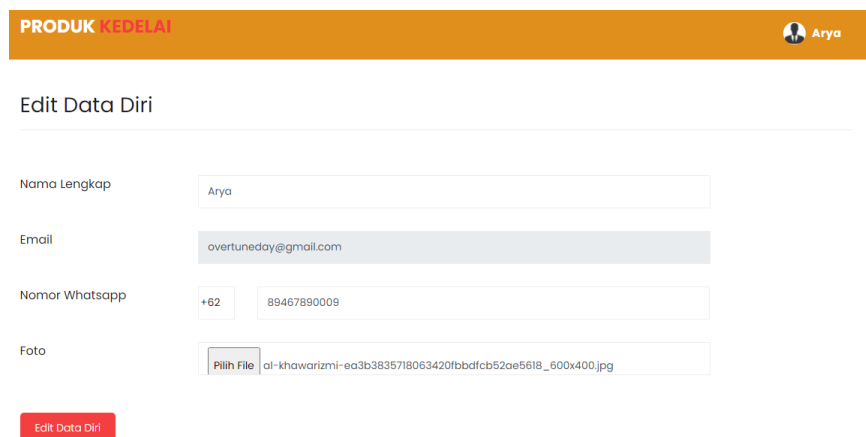 PRODUK KEDELAI
Arya
Edit Data Diri
Nama Lengkap
Arya
Email
overtuneday@gmail.com
Nomor Whatsapp
+62
89467890009
Foto
Pilih File al-khawarizmi-ea3b3835718063420fbbdfcb52ae5618_600x400.jpg
Edit Data Diri